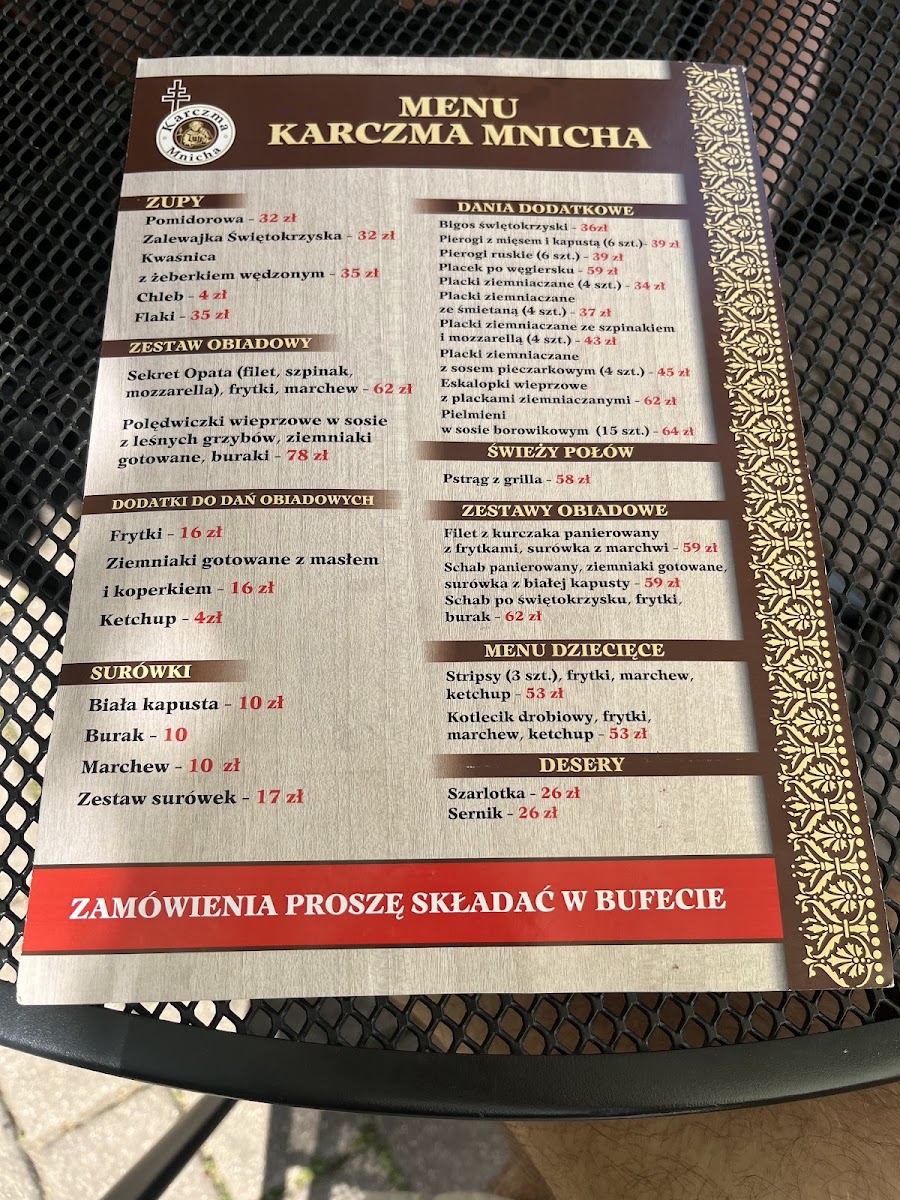 Karczma
Mnicha
MENU
KARCZMA MNICHA
ZUPY
Pomidorowa - 32 zł
Zalewajka Świętokrzyska - 32 zł
Kwaśnica
z żeberkiem wędzonym - 35 zł
Chleb - 4 zł
Flaki - 35 zł
ZESTAW OBIADOWY
Sekret Opata (filet, szpinak,
mozzarella), frytki, marchew - 62 zł
Polędwiczki wieprzowe w sosie
z leśnych grzybów, ziemniaki
gotowane, buraki - 78 zł
DODATKI DO DAŃ OBIADOWYCH
Frytki - 16 zł
Ziemniaki gotowane z masłem
i koperkiem - 16 zł
Ketchup - 4zł
SURÓWKI
Biała kapusta - 10 zł
Burak - 10
Marchew - 10 zł
Zestaw surówek - 17 zł
DANIA DODATKOWE
Bigos świętokrzyski - 36zł
Pierogi z mięsem i kapustą (6 szt.)- 39 zł
Pierogi ruskie (6 szt.) - 39 zł
Placek po węgiersku - 59 zł
Placki ziemniaczane (4 szt.) - 34 zł
Placki ziemniaczane
ze śmietaną (4 szt.) - 37 zł
Placki ziemniaczane ze szpinakiem
i mozzarellą (4 szt.) - 43 zł
Placki ziemniaczane
z sosem pieczarkowym (4 szt.) - 45 zł
Eskalopki wieprzowe
z plackami ziemniaczanymi - 62 zł
Pielmieni
w sosie borowikowym (15 szt.) - 64 zł
ŚWIEŻY POŁÓW
Pstrąg z grilla - 58 zł
ZESTAWY OBIADOWE
Filet z kurczaka panierowany
z frytkami, surówka z marchwi - 59 zł
Schab panierowany, ziemniaki gotowane,
surówka z białej kapusty - 59 zł
Schab po świętokrzysku, frytki,
burak - 62 zł
MENU DZIECIĘCE
Stripsy (3 szt.), frytki, marchew,
ketchup - 53 zł
Kotlecik drobiowy, frytki,
marchew, ketchup - 53 zł
DESERY
Szarlotka - 26 zł
Sernik - 26 zł
ZAMÓWIENIA PROSZĘ SKŁADAĆ W BUFECIE